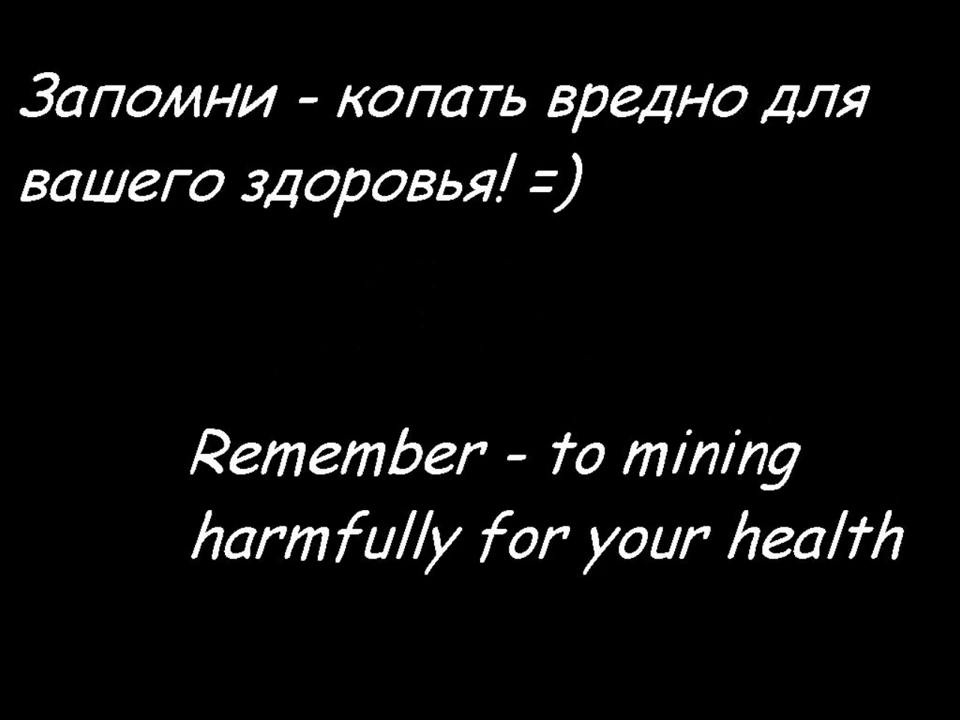 Запомни - копать вредно для
вашего здоровья! =)
Remember - to mining
harmfully for your health